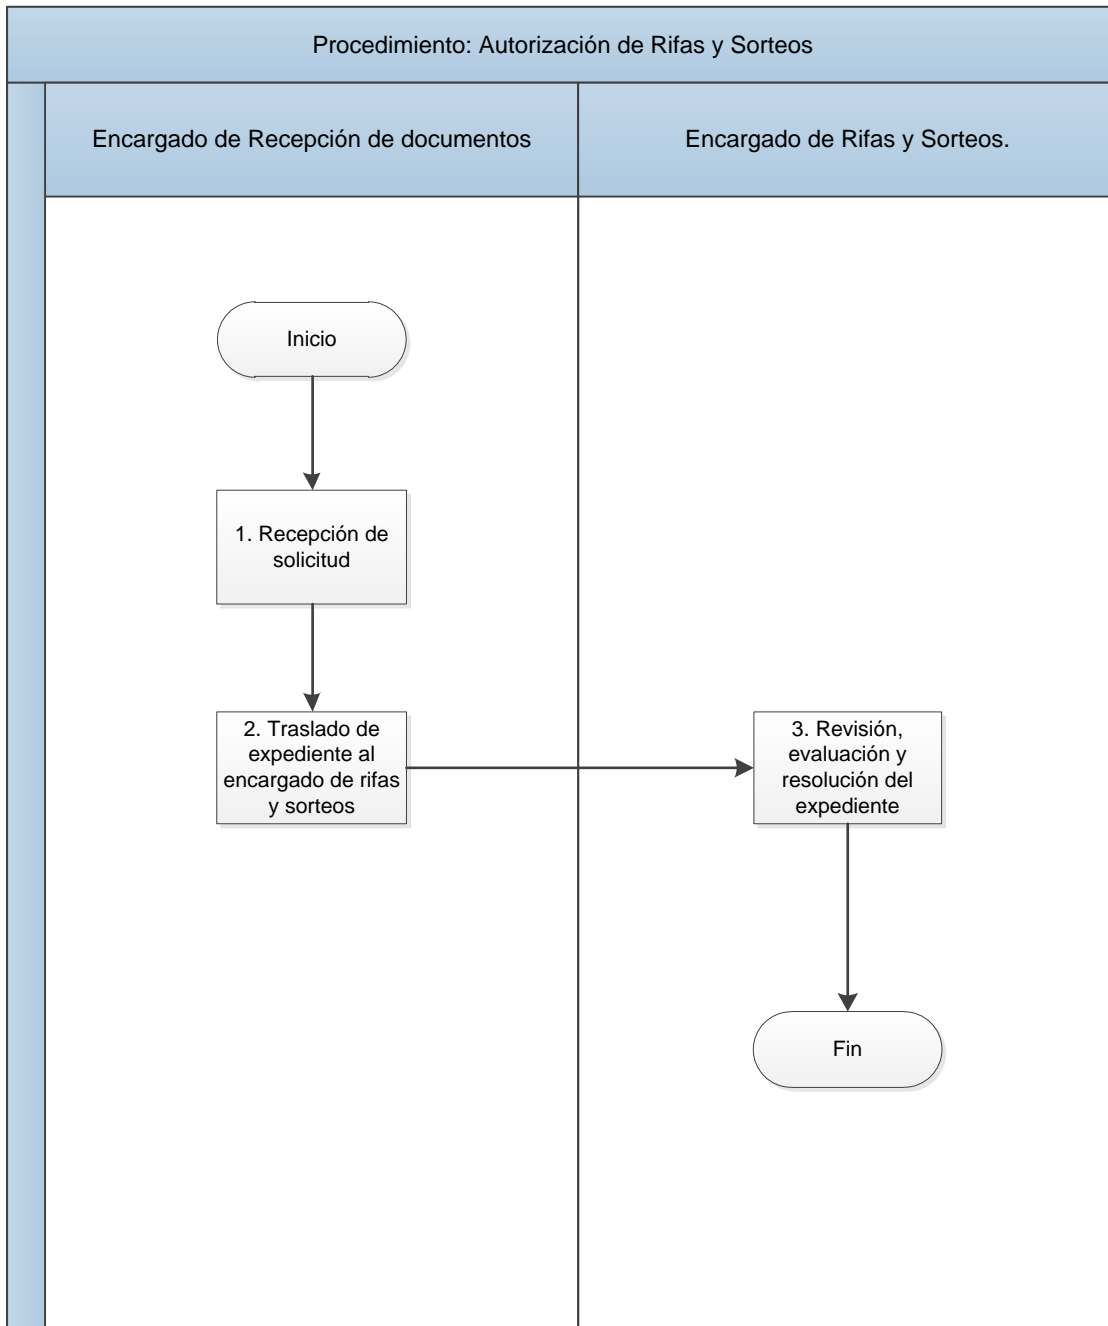 Procedimiento: Autorización de Rifas y Sorteos
Encargado de Recepción de documentos
Encargado de Rifas y Sorteos.
Inicio
1. Recepción de
solicitud
2. Traslado de
expediente al
encargado de rifas
y sorteos
3. Revisión,
evaluación y
resolución del
expediente
Fin